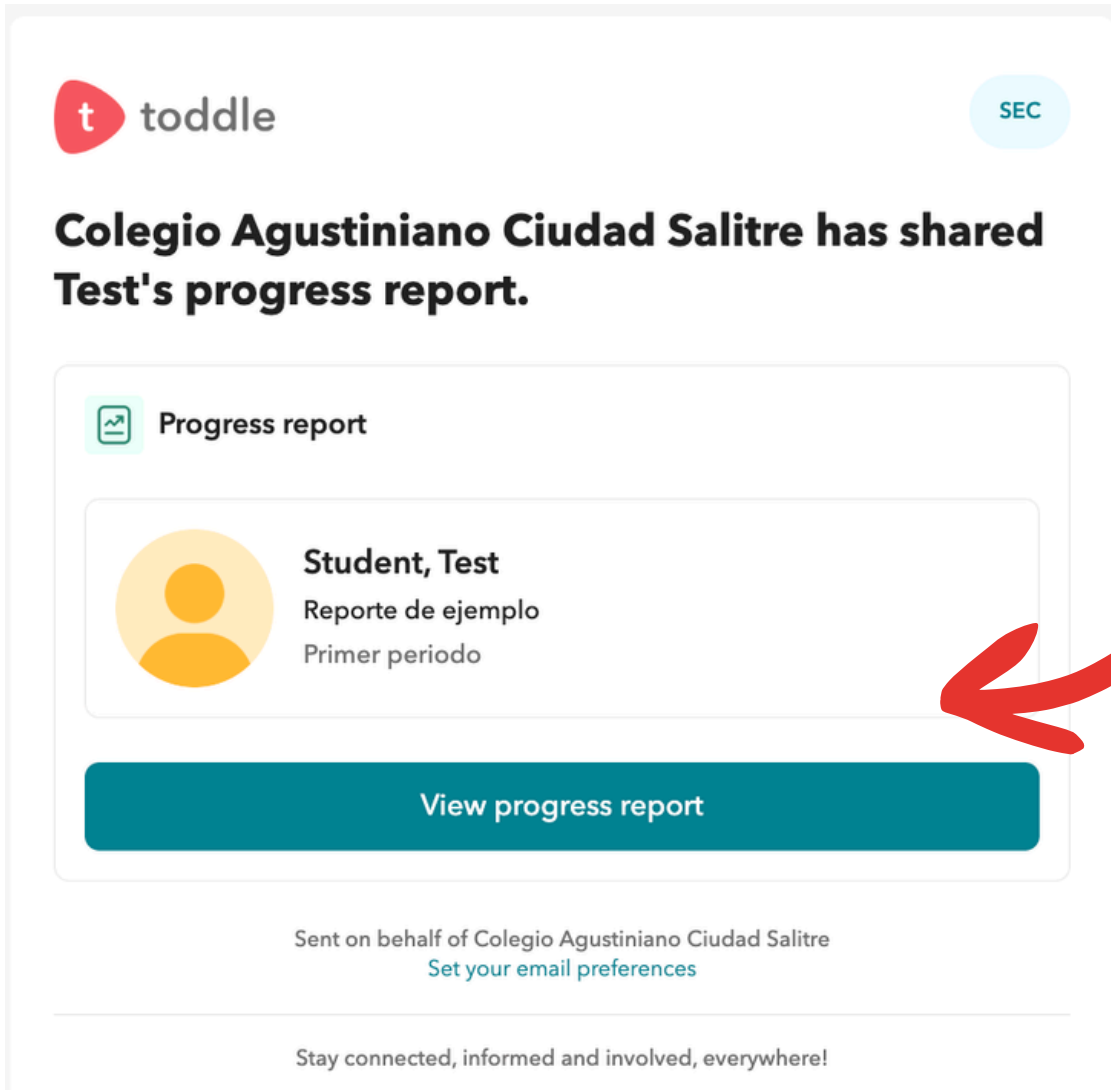 t toddle
SEC
Colegio Agustiniano Ciudad Salitre has shared
Test's progress report.
Progress report
Student, Test
Reporte de ejemplo
Primer periodo
View progress report
Sent on behalf of Colegio Agustiniano Ciudad Salitre
Set your email preferences
Stay connected, informed and involved, everywhere!